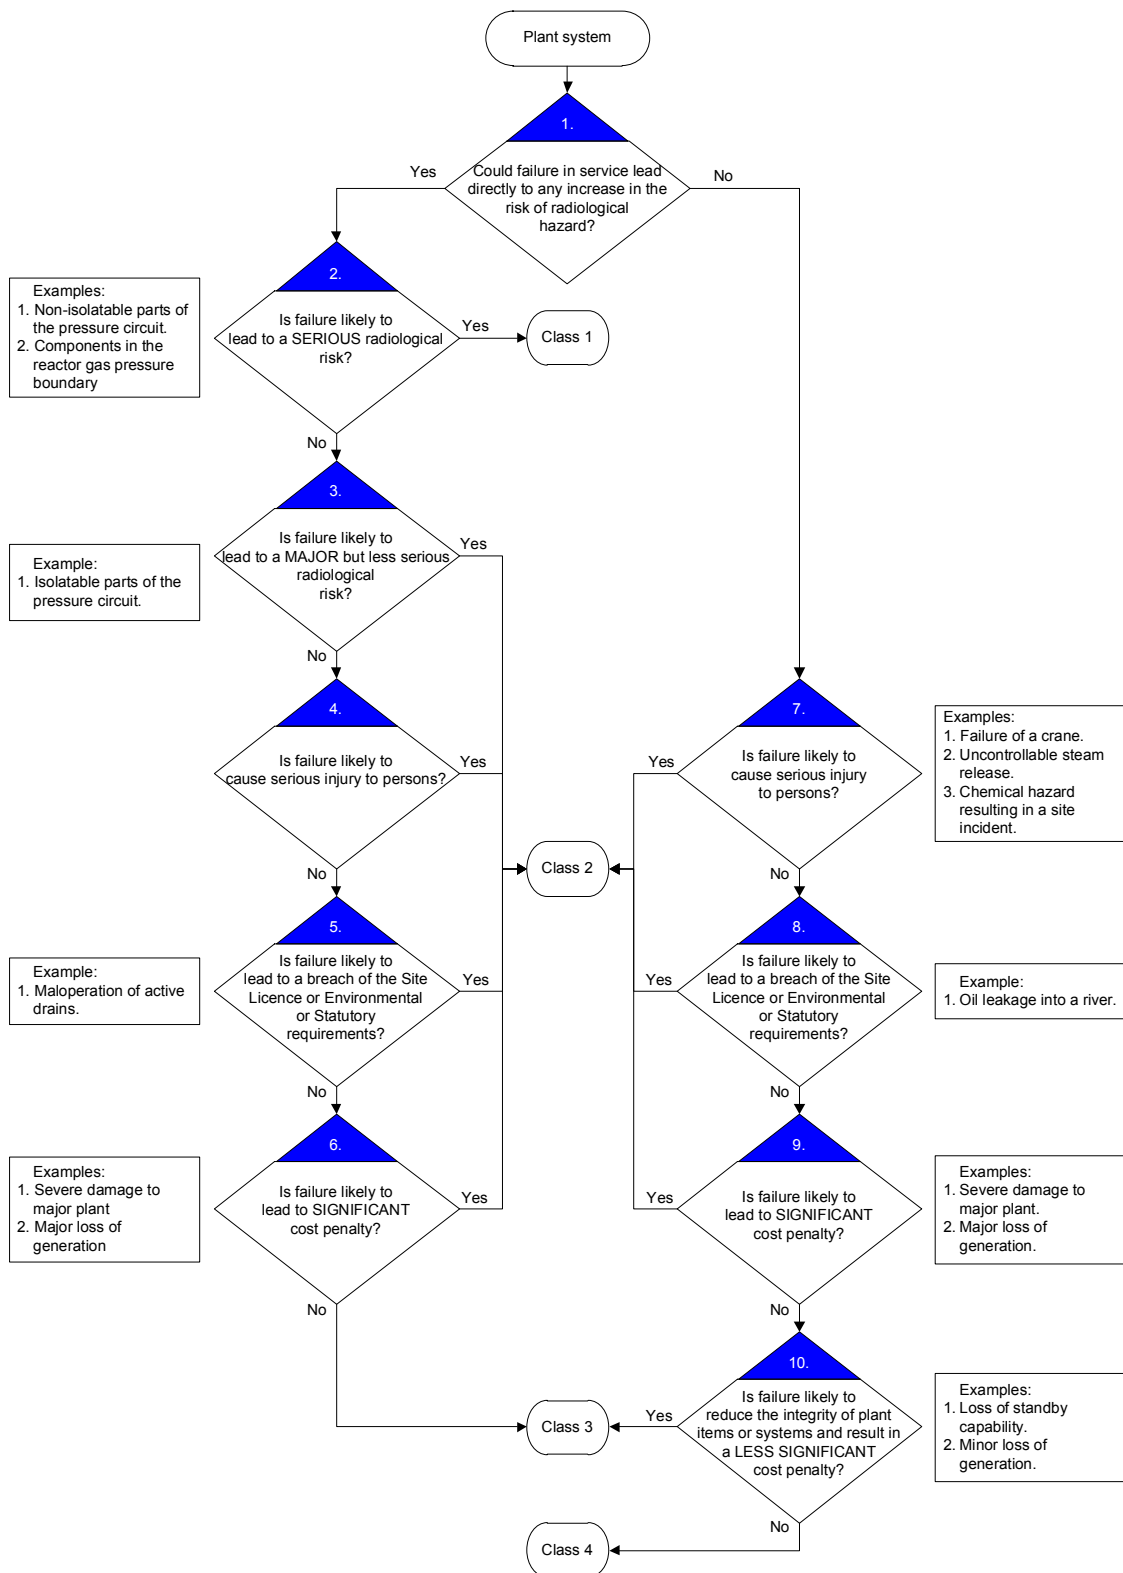 Plant system
1.
Could failure in service lead
directly to any increase in the
risk of radiological
hazard?
Yes
No
2.
Is failure likely to
lead to a SERIOUS radiological
risk?
Yes
Class 1
Examples:
1. Non-isolatable parts of
the pressure circuit.
2. Components in the
reactor gas pressure
boundary
No
3.
Is failure likely to
lead to a MAJOR but less serious
radiological
risk?
Yes
Example:
1. Isolatable parts of the
pressure circuit.
No
4.
Is failure likely to
cause serious injury to persons?
Yes
7.
Is failure likely to
cause serious injury
to persons?
Yes
Examples:
1. Failure of a crane.
2. Uncontrollable steam
release.
3. Chemical hazard
resulting in a site
incident.
Class 2
No
No
5.
Is failure likely to
lead to a breach of the Site
Licence or Environmental
or Statutory
requirements?
Yes
Example:
1. Maloperation of active
drains.
8.
Is failure likely to
lead to a breach of the Site
Licence or Environmental
or Statutory
requirements?
Yes
Example:
1. Oil leakage into a river.
No
No
6.
Is failure likely to
lead to SIGNIFICANT
cost penalty?
Yes
Examples:
1. Severe damage to
major plant
2. Major loss of
generation
9.
Is failure likely to
lead to SIGNIFICANT
cost penalty?
Yes
Examples:
1. Severe damage to
major plant.
2. Major loss of
generation.
No
No
10.
Is failure likely to
reduce the integrity of plant
items or systems and result in
a LESS SIGNIFICANT
cost penalty?
Yes
Class 3
Examples:
1. Loss of standby
capability.
2. Minor loss of
generation.
No
Class 4